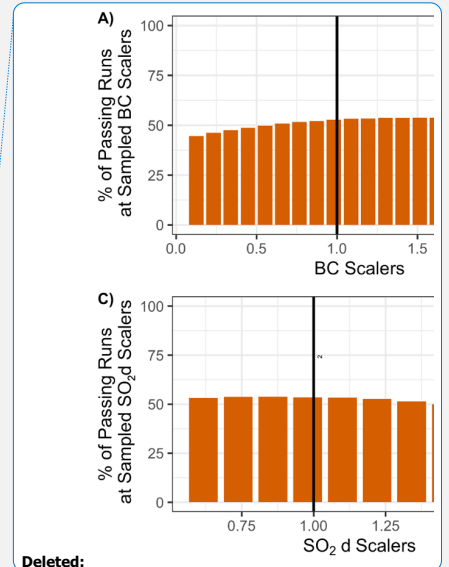 A)
% of Passing Runs
at Sampled BC Scalers
100
75
50
25
0
0.0 0.5 1.0 1.5
BC Scalers
C)
% of Passing Runs
at Sampled SO₂d Scalers
100
75
50
25
0
2
0.75 1.00 1.25
SO₂ d Scalers
Deleted: